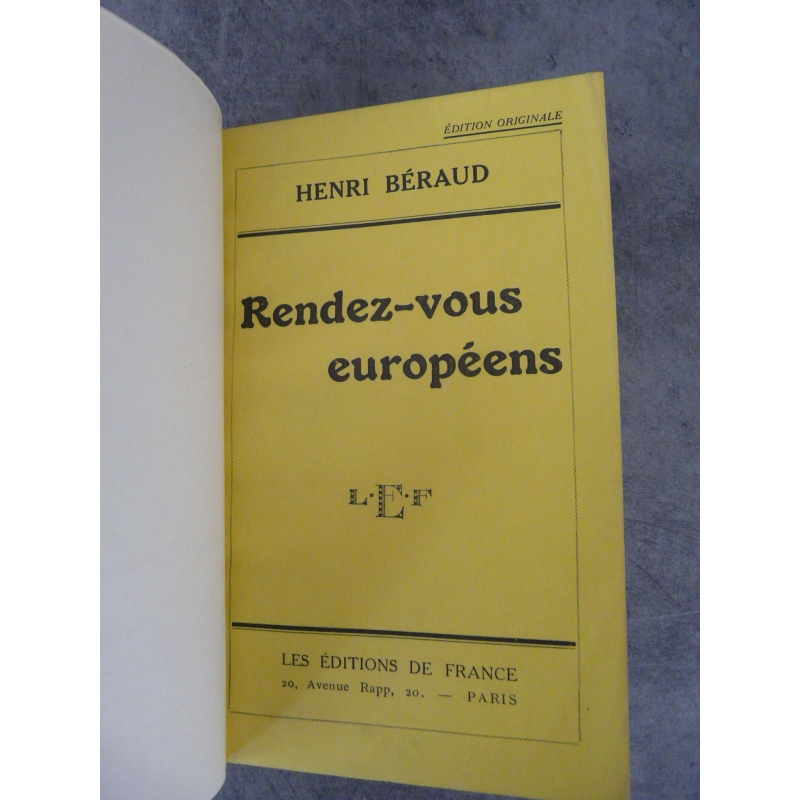 ÉDITION ORIGINALE
HENRI BÉRAUD
Rendez-vous
européens
L·E·F
LES ÉDITIONS DE FRANCE
20, Avenue Rapp, 20. — PARIS